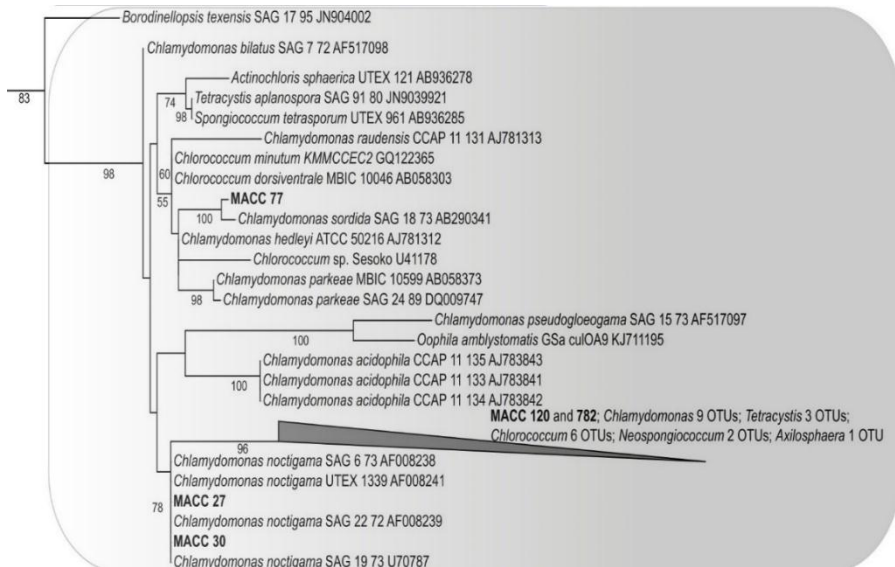 Borodinellopsis texensis SAG 17 95 JN904002
Chlamydomonas bilatus SAG 7 72 AF517098
Actinochloris sphaerica UTEX 121 AB936278
83
74
Tetracystis aplanospora SAG 91 80 JN9039921
98
Spongiococcum tetrasporum UTEX 961 AB936285
Chlamydomonas raudensis CCAP 11 131 AJ781313
Chlorococcum minutum KMMCCEC2 GQ122365
98
60
Chlorococcum dorsiventrale MBIC 10046 AB058303
55
MACC 77
100
Chlamydomonas sordida SAG 18 73 AB290341
Chlamydomonas hedleyi ATCC 50216 AJ781312
Chlorococcum sp. Sesoko U41178
Chlamydomonas parkeae MBIC 10599 AB058373
98
Chlamydomonas parkeae SAG 24 89 DQ009747
Chlamydomonas pseudogloeogama SAG 15 73 AF517097
100
Oophila amblystomatis GSa culOA9 KJ711195
Chlamydomonas acidophila CCAP 11 135 AJ783843
100
Chlamydomonas acidophila CCAP 11 133 AJ783841
Chlamydomonas acidophila CCAP 11 134 AJ783842
MACC 120 and 782; Chlamydomonas 9 OTUs; Tetracystis 3 OTUs;
Chlorococcum 6 OTUs; Neospongiococcum 2 OTUs; Axilosphaera 1 OTU
96
Chlamydomonas noctigama SAG 6 73 AF008238
Chlamydomonas noctigama UTEX 1339 AF008241
78
MACC 27
Chlamydomonas noctigama SAG 22 72 AF008239
MACC 30
Chlamydomonas noctigama SAG 19 73 U70787